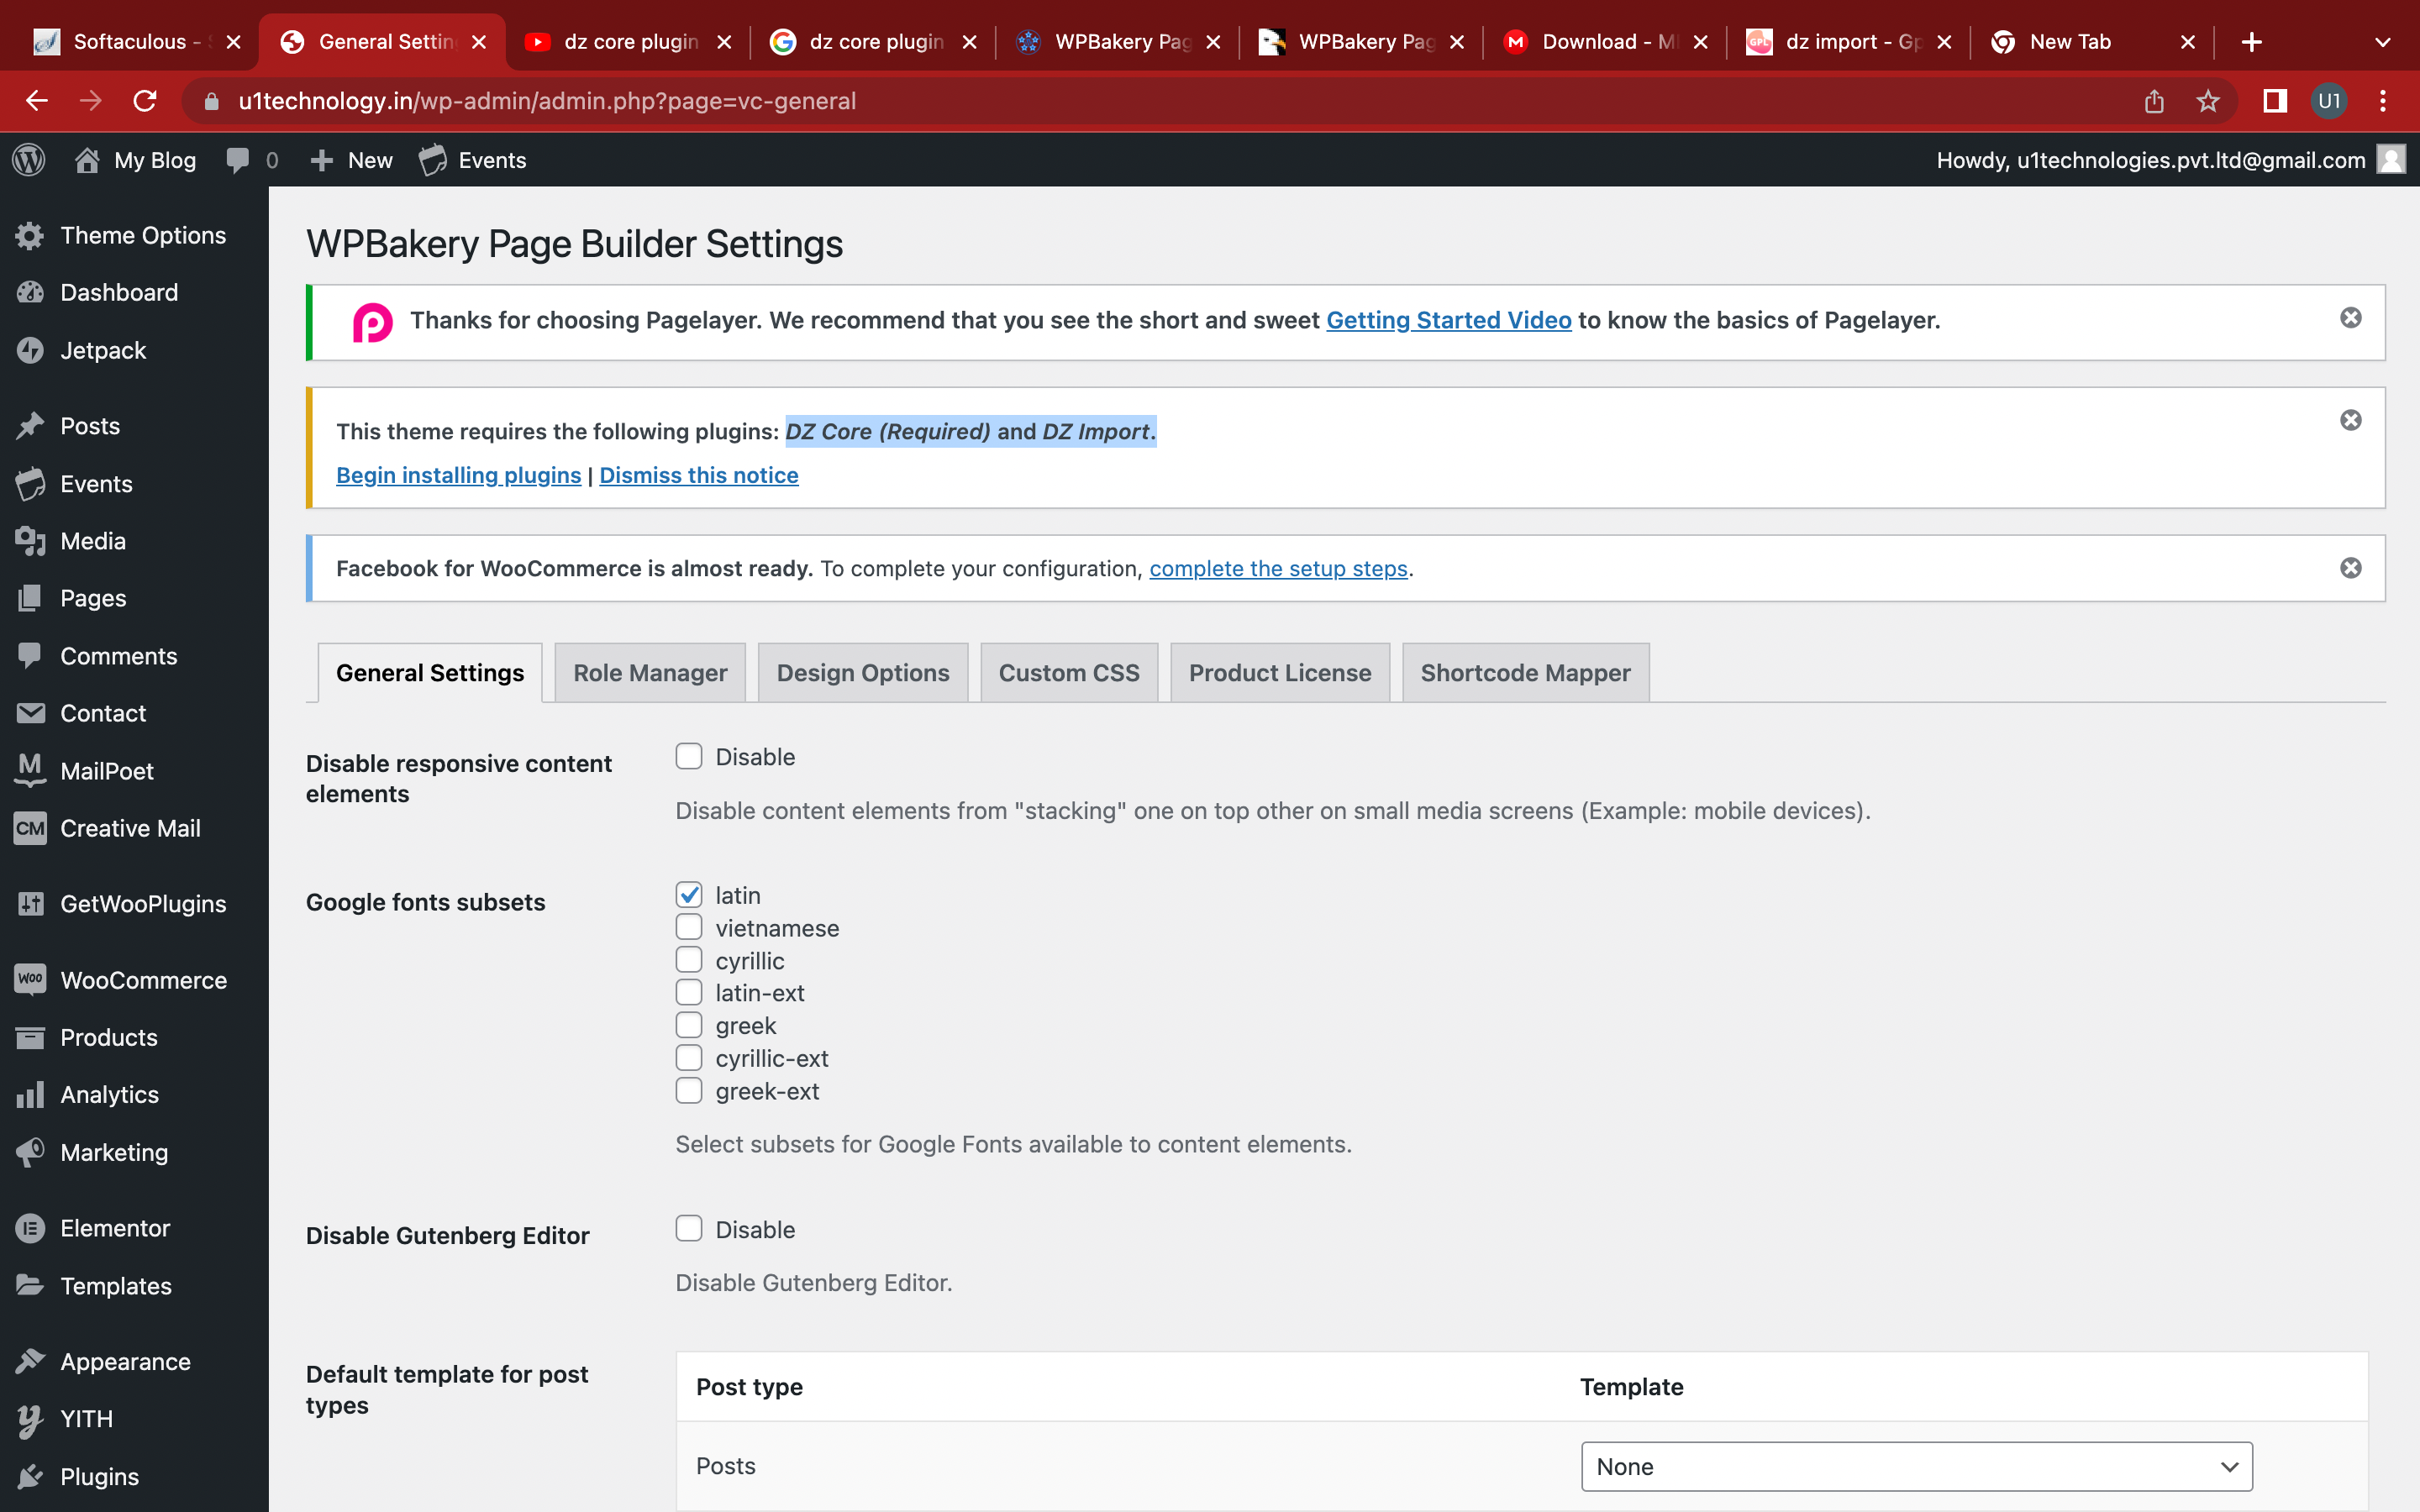 Softaculous -
General Settin
dz core plugin
dz core plugin
WPBakery Pag
WPBakery Pag
Download - M
dz import - Gp
New Tab
u1technology.in/wp-admin/admin.php?page=vc-general
U1
My Blog
0
New
Events
Howdy, u1technologies.pvt.ltd@gmail.com
Theme Options
Dashboard
Jetpack
Posts
Events
Media
Pages
Comments
Contact
MailPoet
CM Creative Mail
GetWooPlugins
Woo WooCommerce
Products
Analytics
Marketing
Elementor
Templates
Appearance
YITH
Plugins
WPBakery Page Builder Settings
Thanks for choosing Pagelayer. We recommend that you see the short and sweet Getting Started Video to know the basics of Pagelayer.
This theme requires the following plugins: DZ Core (Required) and DZ Import.
Begin installing plugins | Dismiss this notice
Facebook for WooCommerce is almost ready. To complete your configuration, complete the setup steps.
General Settings
Role Manager
Design Options
Custom CSS
Product License
Shortcode Mapper
Disable responsive content
elements
Disable
Disable content elements from "stacking" one on top other on small media screens (Example: mobile devices).
Google fonts subsets
latin
vietnamese
cyrillic
latin-ext
greek
cyrillic-ext
greek-ext
Select subsets for Google Fonts available to content elements.
Disable Gutenberg Editor
Disable
Disable Gutenberg Editor.
Default template for post
types
Post type
Template
Posts
None